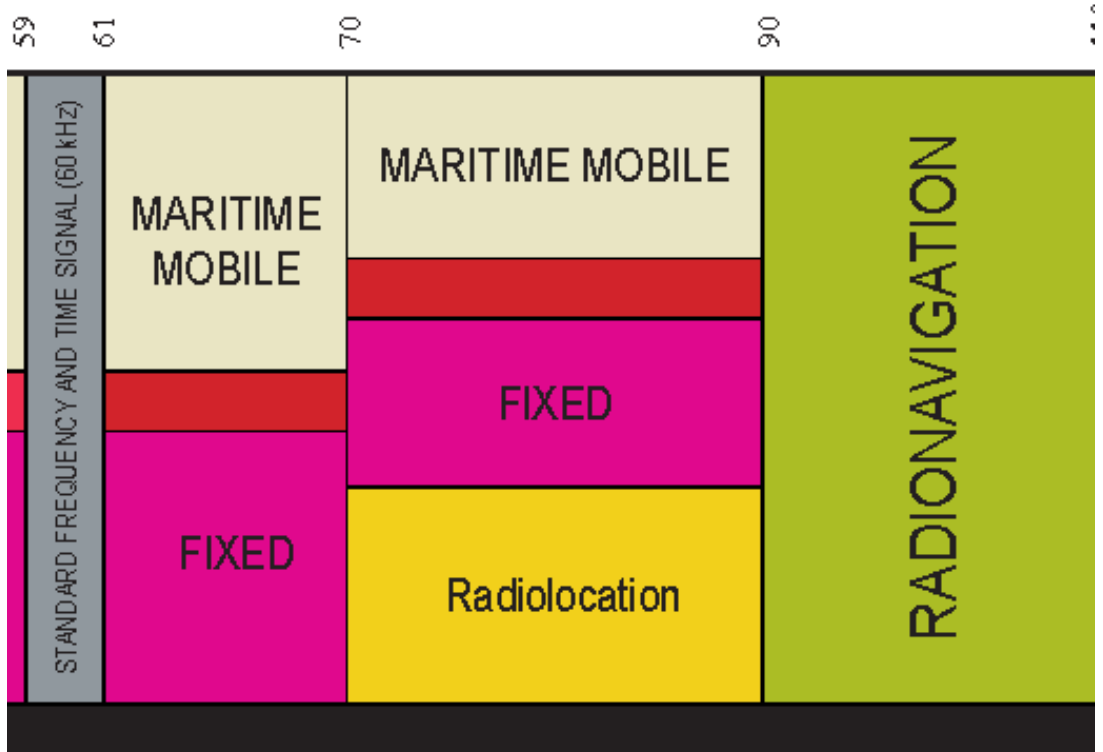 59
61
70
90
STANDARD FREQUENCY AND TIME SIGNAL (60 kHz)
MARITIME
MOBILE
FIXED
MARITIME MOBILE
FIXED
Radiolocation
RADIONAVIGATION